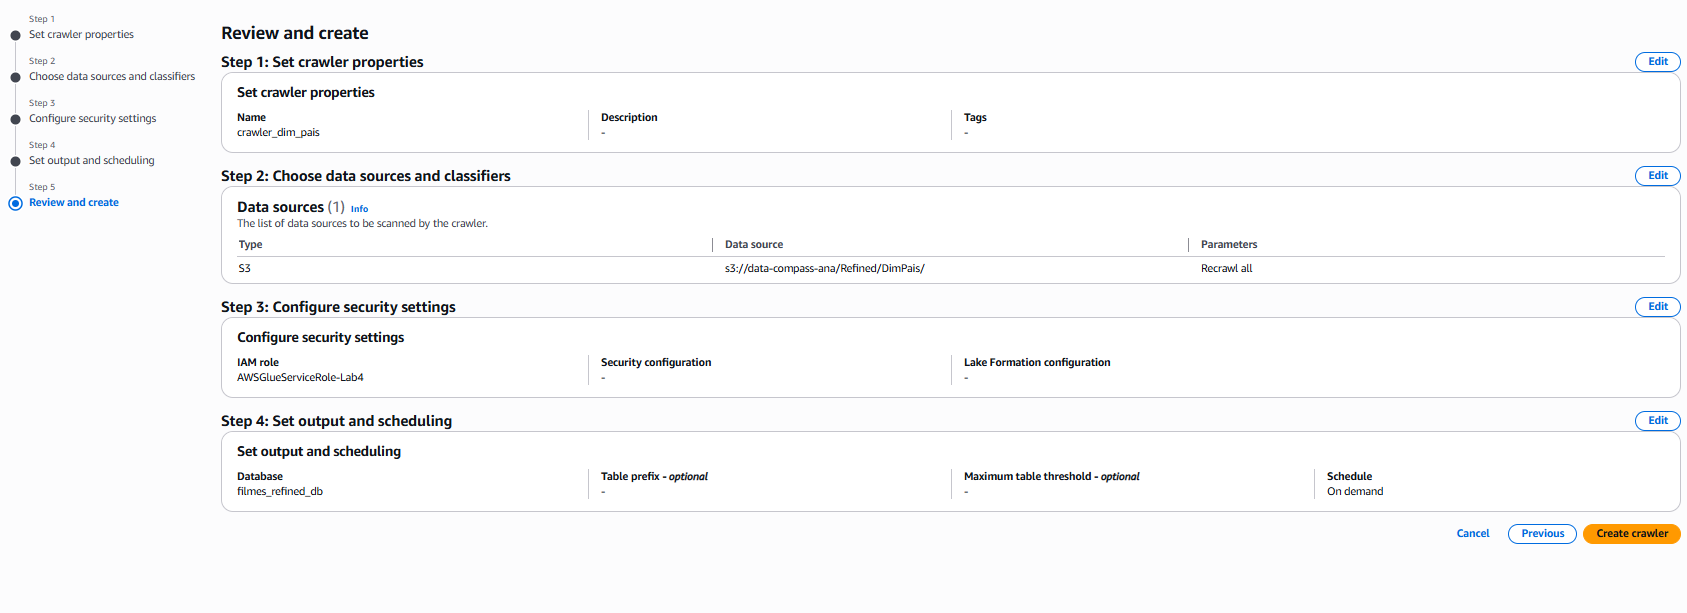 Step 1
Set crawler properties
Step 2
Choose data sources and classifiers
Step 3
Configure security settings
Step 4
Set output and scheduling
Step 5
Review and create
Review and create
Step 1: Set crawler properties
Edit
Set crawler properties
Name
crawler_dim_pais
Description
-
Tags
-
Step 2: Choose data sources and classifiers
Edit
Data sources (1) Info
The list of data sources to be scanned by the crawler.
Type Data source Parameters
S3 s3://data-compass-ana/Refined/DimPais/ Recrawl all
Step 3: Configure security settings
Edit
Configure security settings
IAM role
AWSGlueServiceRole-Lab4
Security configuration
-
Lake Formation configuration
-
Step 4: Set output and scheduling
Edit
Set output and scheduling
Database
filmes_refined_db
Table prefix - optional
-
Maximum table threshold - optional
-
Schedule
On demand
Cancel Previous Create crawler